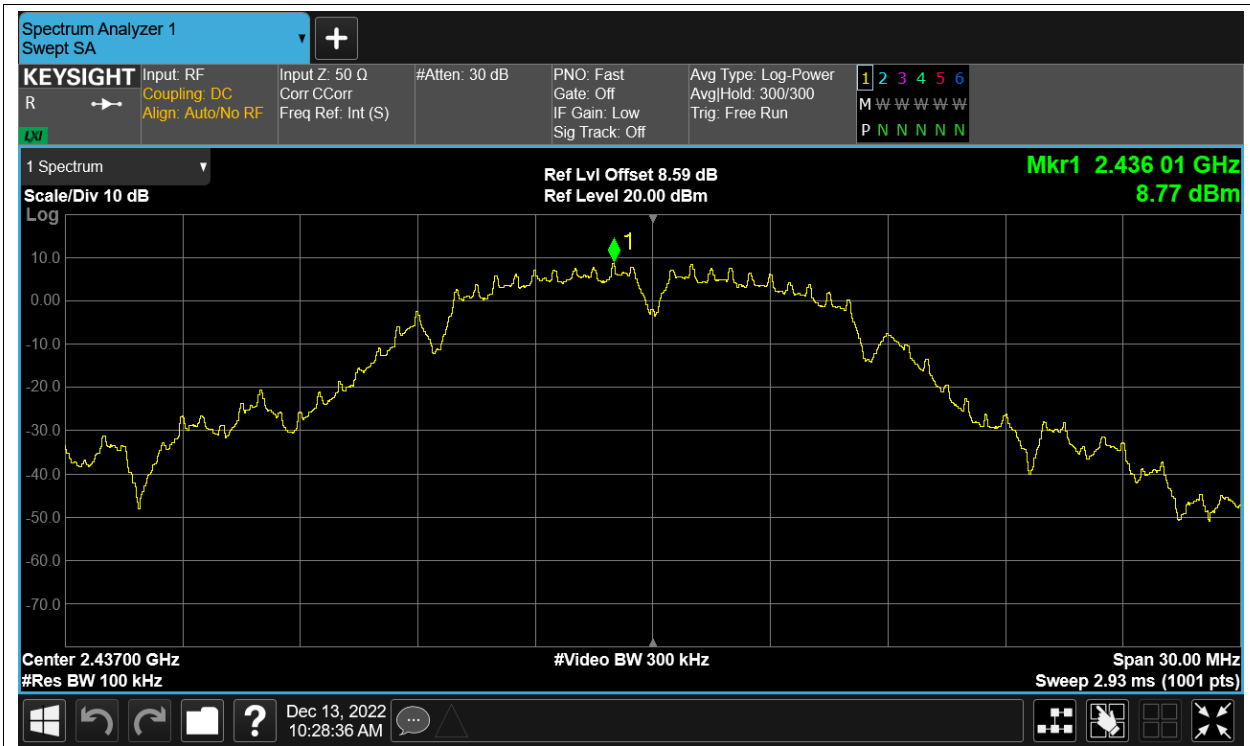 Spectrum Analyzer 1
Swept SA
+
KEYSIGHT
R
LXI
Input: RF
Coupling: DC
Align: Auto/No RF
Input Z: 50 Ω
Corr CCorr
Freq Ref: Int (S)
#Atten: 30 dB
PNO: Fast
Gate: Off
IF Gain: Low
Sig Track: Off
Avg Type: Log-Power
Avg|Hold: 300/300
Trig: Free Run
1 2 3 4 5 6
M W W W W W
P N N N N N
1 Spectrum
Scale/Div 10 dB
Log
Ref Lvl Offset 8.59 dB
Ref Level 20.00 dBm
Mkr1 2.436 01 GHz
8.77 dBm
1
10.0
0.00
-10.0
-20.0
-30.0
-40.0
-50.0
-60.0
-70.0
Center 2.43700 GHz
#Res BW 100 kHz
#Video BW 300 kHz
Span 30.00 MHz
Sweep 2.93 ms (1001 pts)
?
Dec 13, 2022
10:28:36 AM